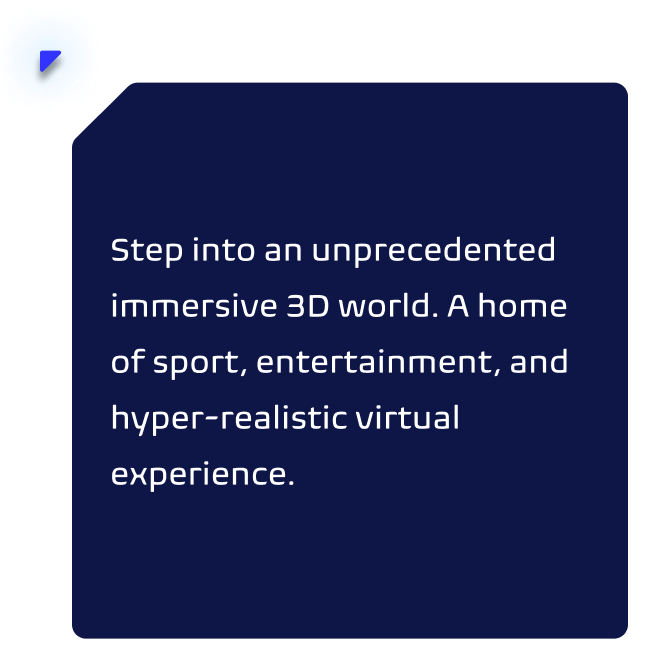 Step into an unprecedented
immersive 3D world. A home
of sport, entertainment, and
hyper-realistic virtual
experience.